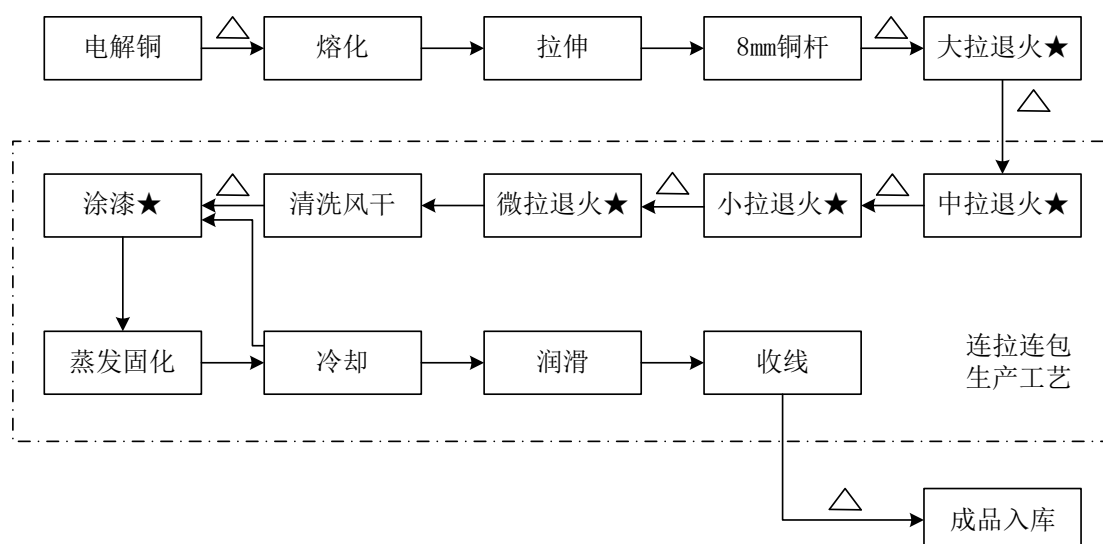 电解铜
熔化
拉伸
8mm铜杆
大拉退火★
涂漆★
清洗风干
微拉退火★
小拉退火★
中拉退火★
蒸发固化
冷却
润滑
收线
连拉连包
生产工艺
成品入库